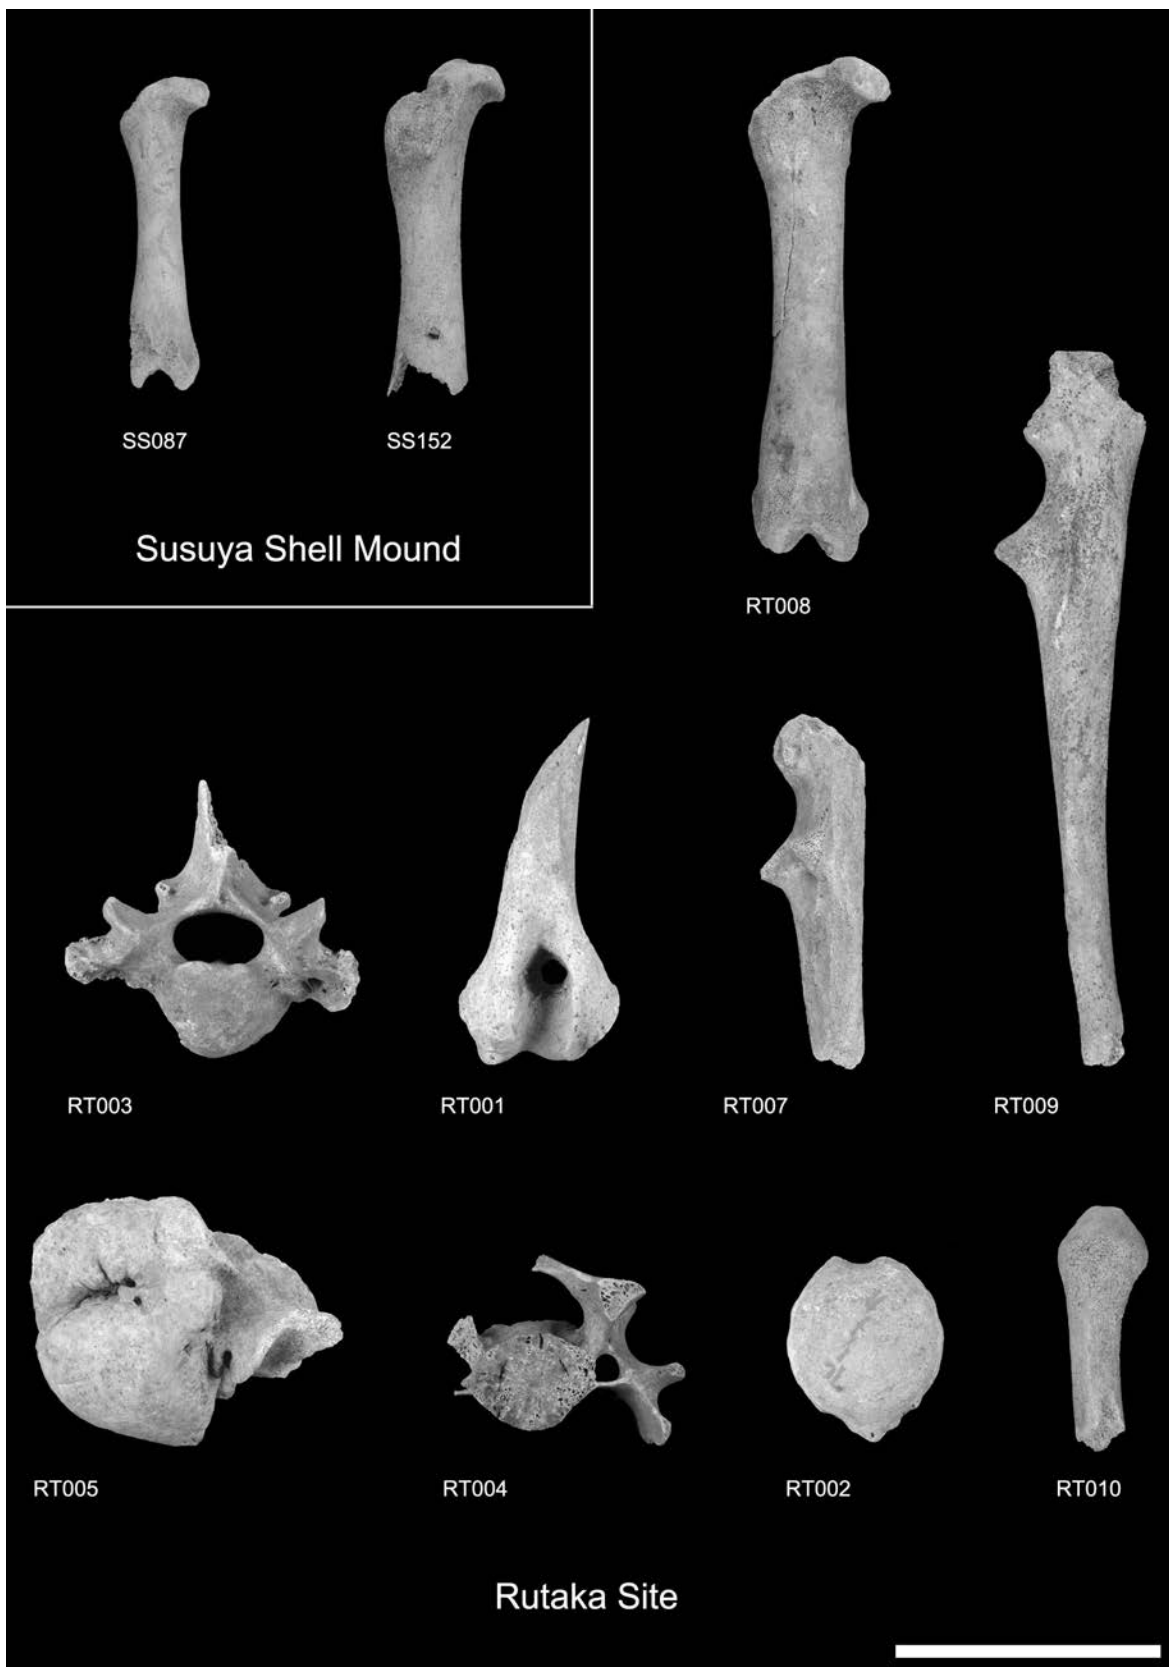 SS087
SS152
Susuya Shell Mound
RT008
RT003
RT001
RT007
RT009
RT005
RT004
RT002
RT010
Rutaka Site